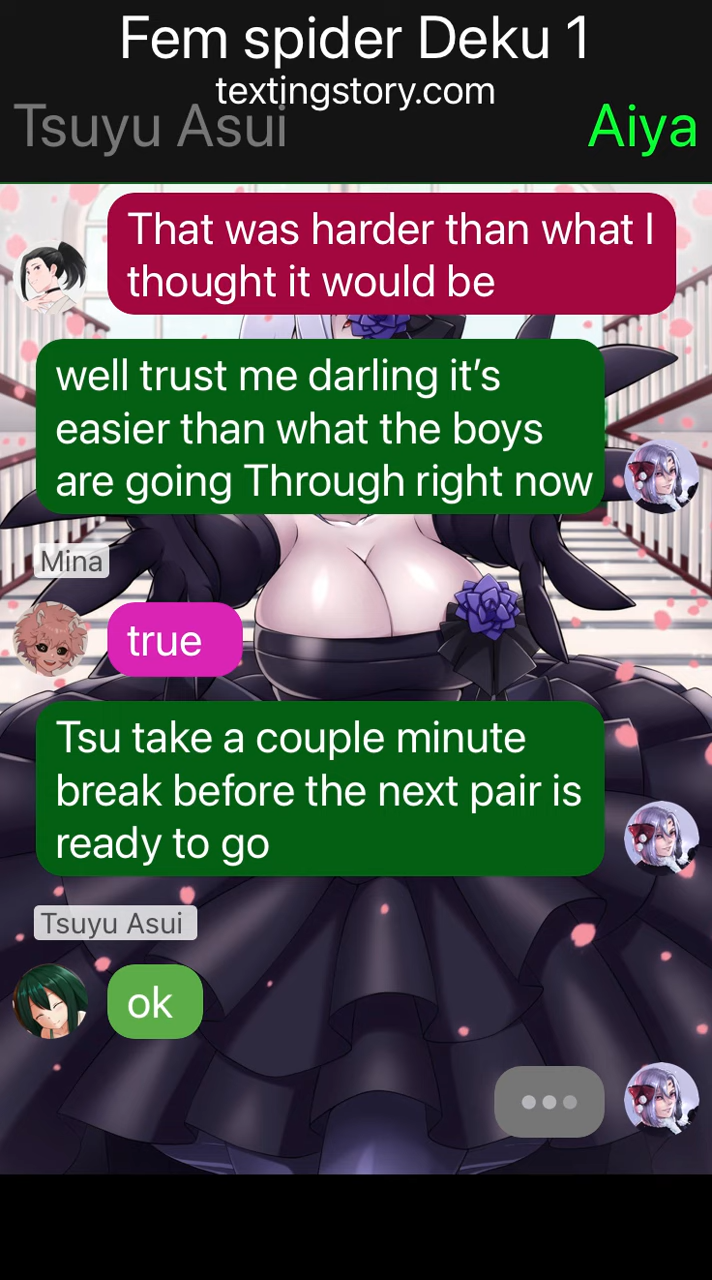 Fem spider Deku 1
textingstory.com
Tsuyu Asui
Aiya
That was harder than what I
thought it would be
well trust me darling it’s
easier than what the boys
are going Through right now
Mina
true
Tsu take a couple minute
break before the next pair is
ready to go
Tsuyu Asui
ok